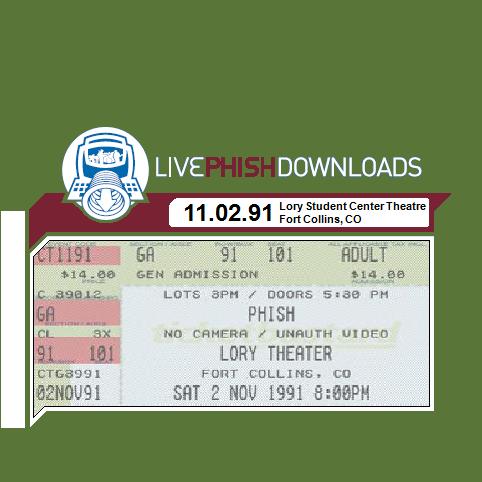 LIVEPHISHDOWNLOADS
11.02.91 Lory Student Center Theatre
Fort Collins, CO
CT1191 GA 91 101 ADULT
$14.00 GEN ADMISSION $14.00
C 39012 LOTS 3PM / DOORS 5:30 PM
GA PHISH
CL 3X NO CAMERA / UNAUTH VIDEO
91 101 LORY THEATER
CTG8991 FORT COLLINS, CO
02NOV91 SAT 2 NOV 1991 8:00PM